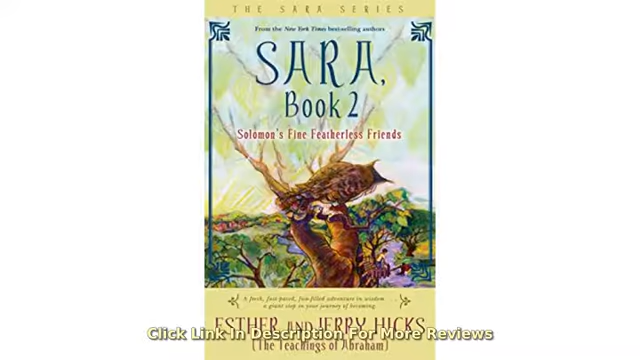 THE SARA SERIES
From the New York Times bestselling authors
SARA,
Book 2
Solomon's Fine Featherless Friends
A fresh, fast-paced, fun-filled adventure in wisdom
a giant step in your journey of becoming.
ESTHER AND JERRY HICKS
Click Link In Description For More Reviews
(The Teachings of Abraham)